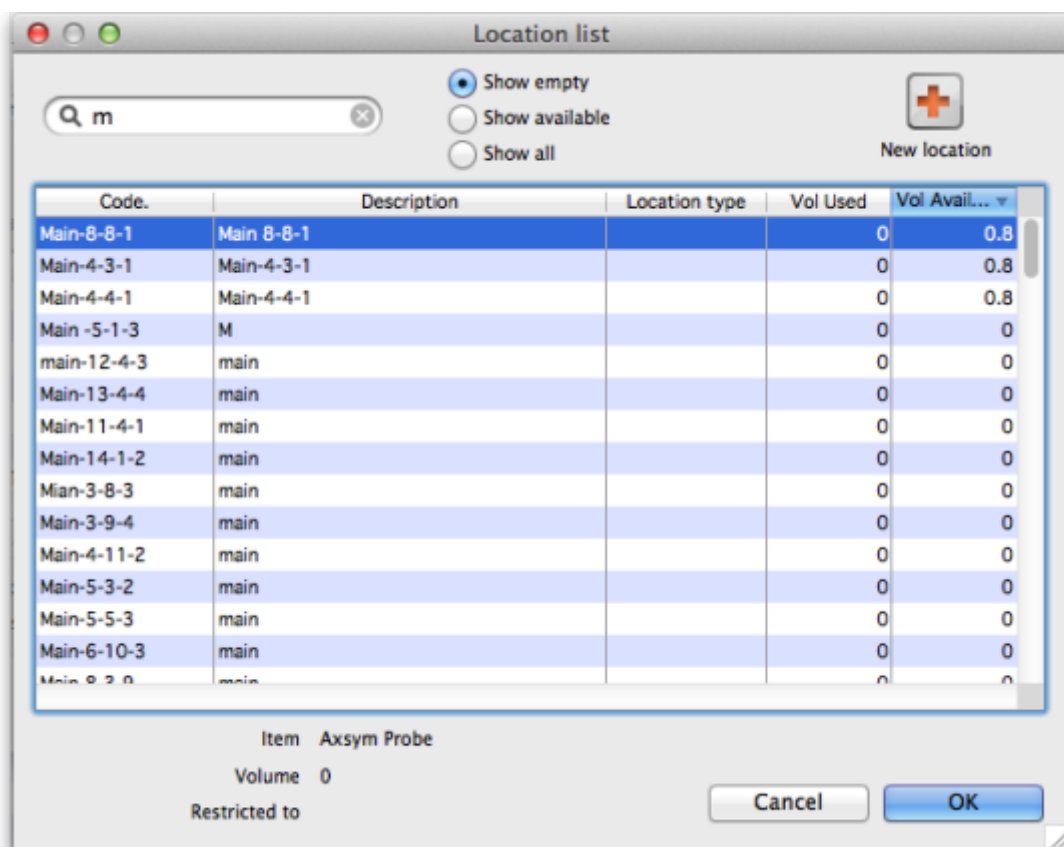 Location list
m
Show empty
Show available
Show all
New location
Code. Description Location type Vol Used Vol Avail...
Main-8-8-1 Main 8-8-1 0 0.8
Main-4-3-1 Main-4-3-1 0 0.8
Main-4-4-1 Main-4-4-1 0 0.8
Main -5-1-3 M 0 0
main-12-4-3 main 0 0
Main-13-4-4 main 0 0
Main-11-4-1 main 0 0
Main-14-1-2 main 0 0
Mian-3-8-3 main 0 0
Main-3-9-4 main 0 0
Main-4-11-2 main 0 0
Main-5-3-2 main 0 0
Main-5-5-3 main 0 0
Main-6-10-3 main 0 0
main 0 0
Item Axsym Probe
Volume 0
Restricted to
Cancel OK